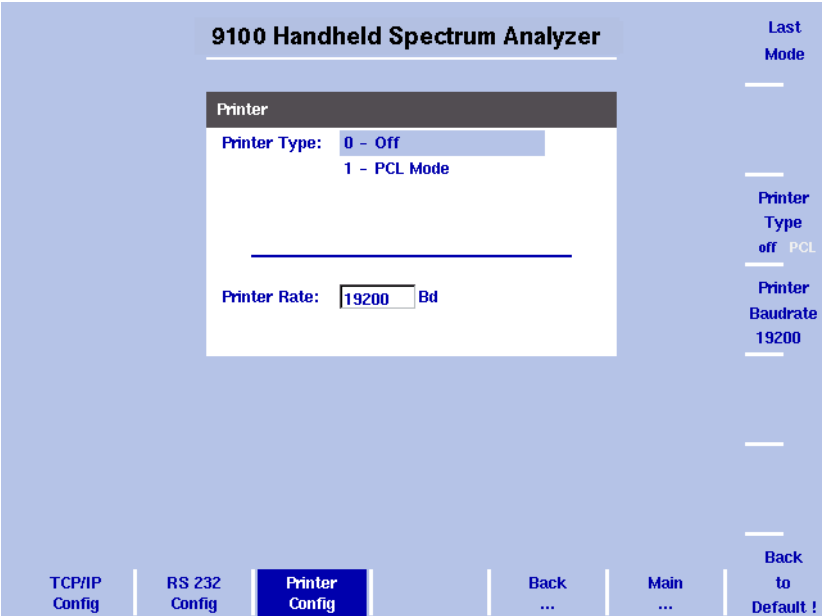 9100 Handheld Spectrum Analyzer
Printer
Printer Type: 0 - Off
1 - PCL Mode
Printer Rate: 19200 Bd
Last
Mode
Printer
Type
off PCL
Printer
Baudrate
19200
Back
to
Default !
TCP/IP
Config
RS 232
Config
Printer
Config
Back
...
Main
...